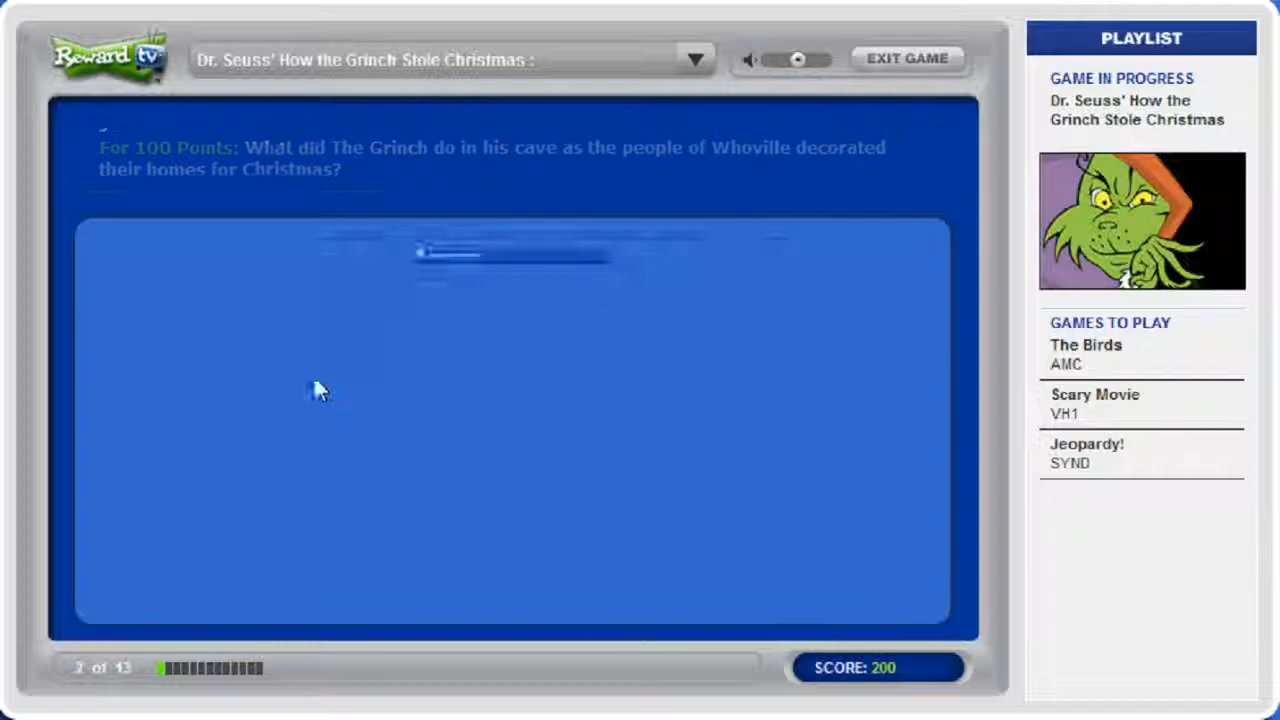 Reward tv
Dr. Seuss' How the Grinch Stole Christmas :
EXIT GAME
For 100 Points: What did The Grinch do in his cave as the people of Whoville decorated
their homes for Christmas?
of 13
SCORE: 200
PLAYLIST
GAME IN PROGRESS
Dr. Seuss' How the
Grinch Stole Christmas
GAMES TO PLAY
The Birds
AMC
Scary Movie
VH1
Jeopardy!
SYND